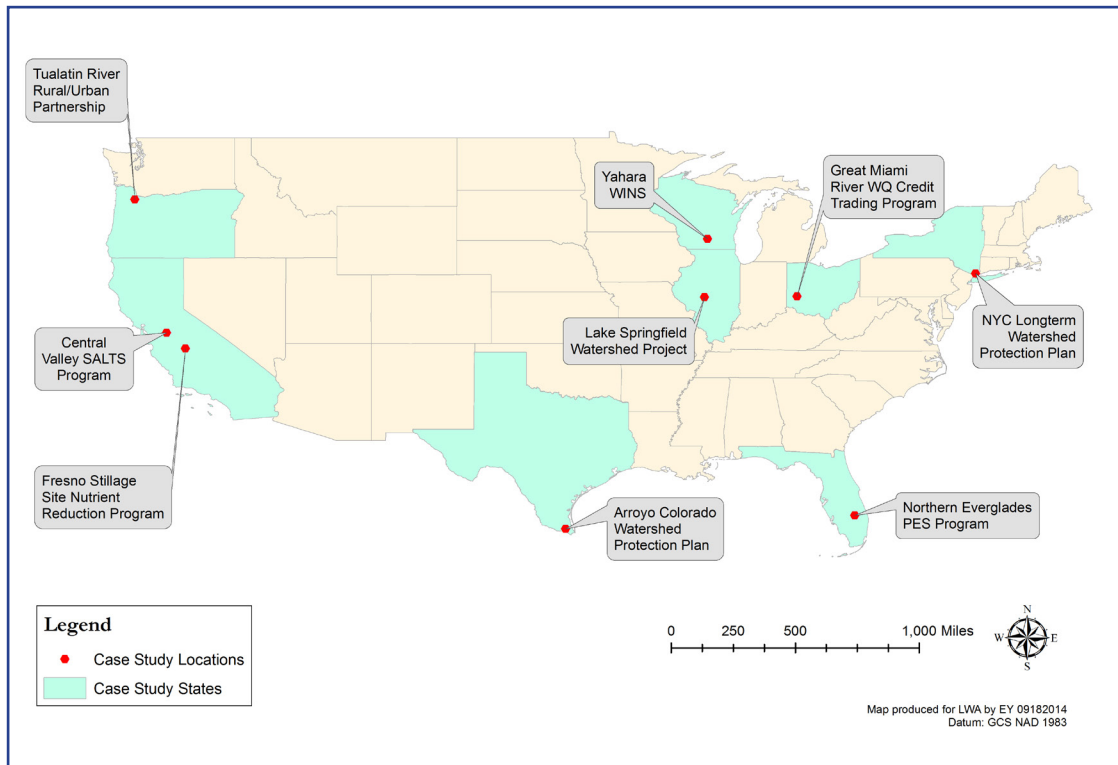 Tualatin River
Rural/Urban
Partnership
Yahara
WINS
Great Miami
River WQ Credit
Trading Program
Central
Valley SALTS
Program
Lake Springfield
Watershed Project
NYC Longterm
Watershed
Protection Plan
Fresno Stillage
Site Nutrient
Reduction Program
Arroyo Colorado
Watershed
Protection Plan
Northern Everglades
PES Program
Legend
Case Study Locations
Case Study States
0 250 500 1,000 Miles
N
W E
S
Map produced for LWA by EY 09182014
Datum: GCS NAD 1983